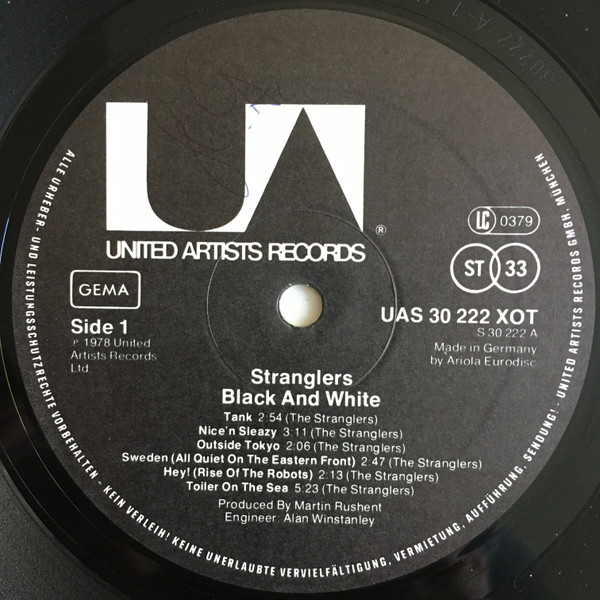 30222 A-1
UA
®
UNITED ARTISTS RECORDS
LC 0379
GEMA
ST 33
Side 1
UAS 30 222 XOT
℗ 1978 United
S 30 222 A
Artists Records
Made in Germany
Ltd
by Ariola Eurodisc
Stranglers
Black And White
Tank 2:54 (The Stranglers)
Nice'n Sleazy 3:11 (The Stranglers)
Outside Tokyo 2:06 (The Stranglers)
Sweden (All Quiet On The Eastern Front) 2:47 (The Stranglers)
Hey! (Rise Of The Robots) 2:13 (The Stranglers)
Toiler On The Sea 5:23 (The Stranglers)
Produced By Martin Rushent
Engineer: Alan Winstanley
ALLE URHEBER- UND LEISTUNGSSCHUTZRECHTE VORBEHALTEN - KEIN VERLEIH! KEINE UNERLAUBTE VERVIELFÄLTIGUNG, VERMIETUNG, AUFFÜHRUNG, SENDUNG! · UNITED ARTISTS RECORDS GMBH, MÜNCHEN